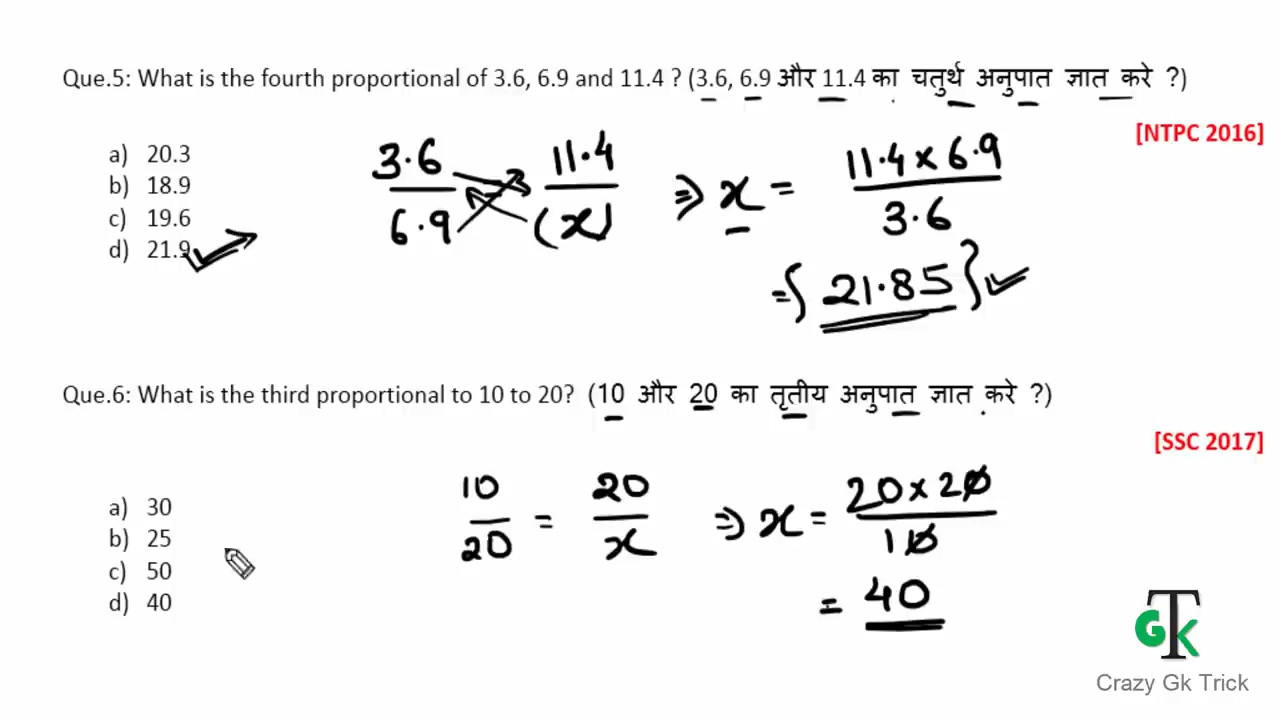 Que.5: What is the fourth proportional of 3.6, 6.9 and 11.4 ? (3.6, 6.9 और 11.4 का चतुर्थ अनुपात ज्ञात करे ?)
[NTPC 2016]
a) 20.3
b) 18.9
c) 19.6
d) 21.9
3.6 11.4 ⇒ x = 11.4 × 6.9
6.9 (x) 3.6
={ 21.85 }
Que.6: What is the third proportional to 10 to 20? (10 और 20 का तृतीय अनुपात ज्ञात करे ?)
[SSC 2017]
a) 30
b) 25
c) 50
d) 40
10 = 20 ⇒ x = 20 × 20
20 x 10
= 40
GTK
Crazy Gk Trick